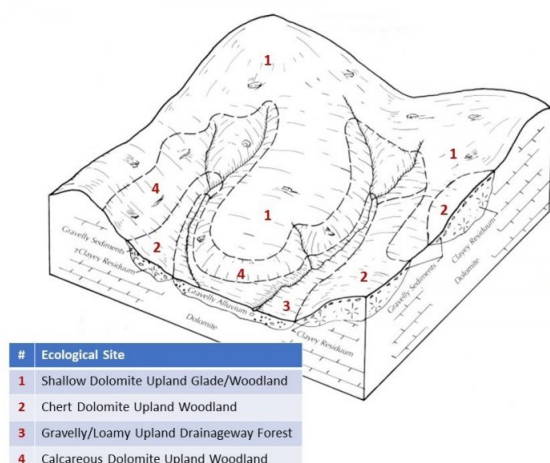 1
1
4
1
2
2
4
2
3
Gravelly Sediments
?Clayey Residuum
Gravelly Alluvium
Dolomite
Clayey Residuum
Gravelly Sediments
Clayey Residuum
Dolomite
# Ecological Site
1 Shallow Dolomite Upland Glade/Woodland
2 Chert Dolomite Upland Woodland
3 Gravelly/Loamy Upland Drainageway Forest
4 Calcareous Dolomite Upland Woodland